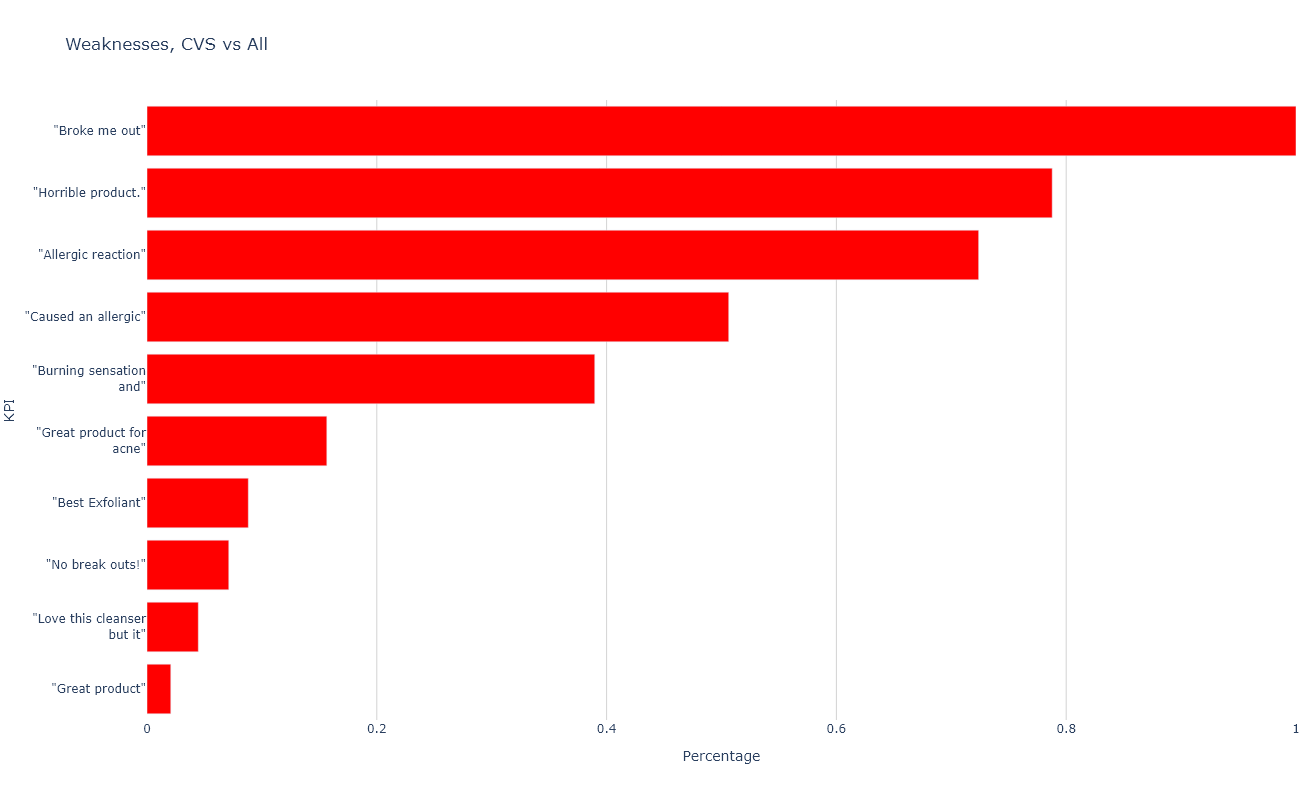 Weaknesses, CVS vs All
"Broke me out"
"Horrible product."
"Allergic reaction"
"Caused an allergic"
"Burning sensation
and"
"Great product for
acne"
"Best Exfoliant"
"No break outs!"
"Love this cleanser
but it"
"Great product"
KPI
0 0.2 0.4 0.6 0.8 1
Percentage